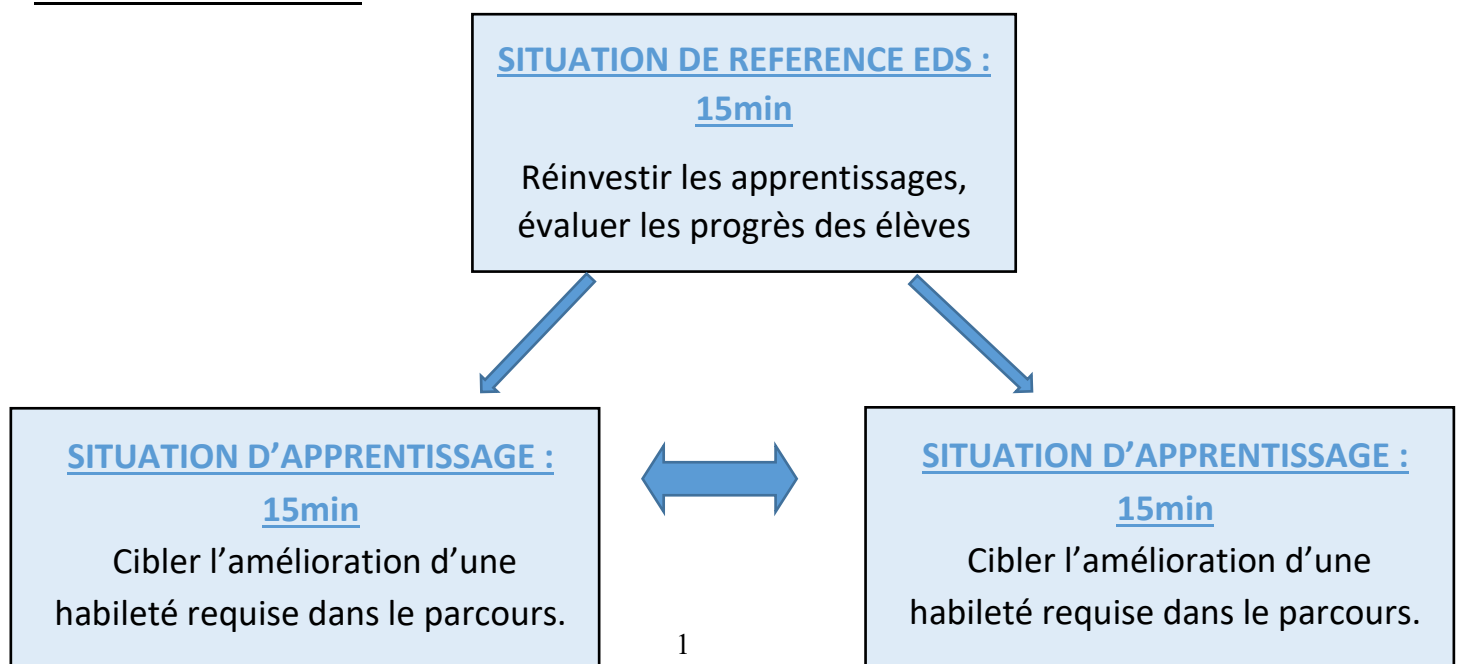 SITUATION DE REFERENCE EDS :
15min
Réinvestir les apprentissages,
évaluer les progrès des élèves
SITUATION D’APPRENTISSAGE :
15min
Cibler l’amélioration d’une
habileté requise dans le parcours.
SITUATION D’APPRENTISSAGE :
15min
Cibler l’amélioration d’une
habileté requise dans le parcours.
1